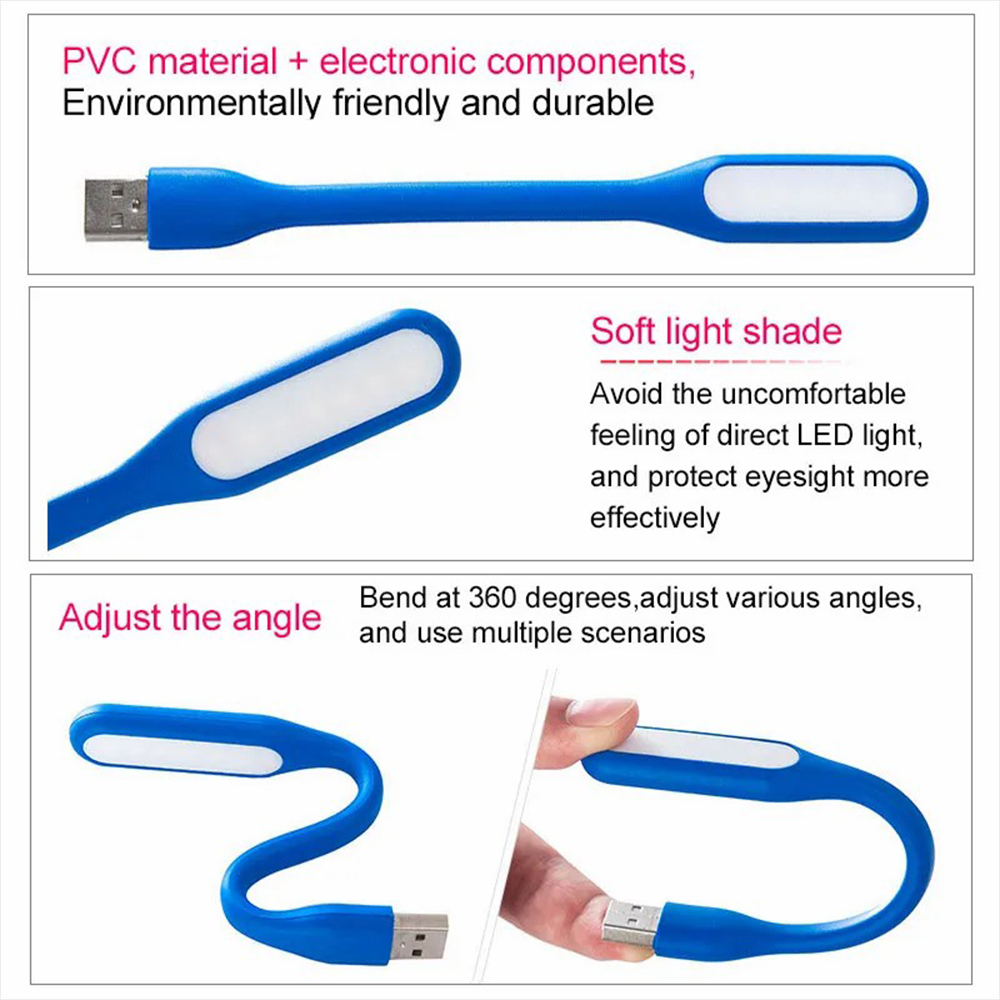 PVC material + electronic components,
Environmentally friendly and durable
Soft light shade
Avoid the uncomfortable
feeling of direct LED light,
and protect eyesight more
effectively
Adjust the angle
Bend at 360 degrees,adjust various angles,
and use multiple scenarios